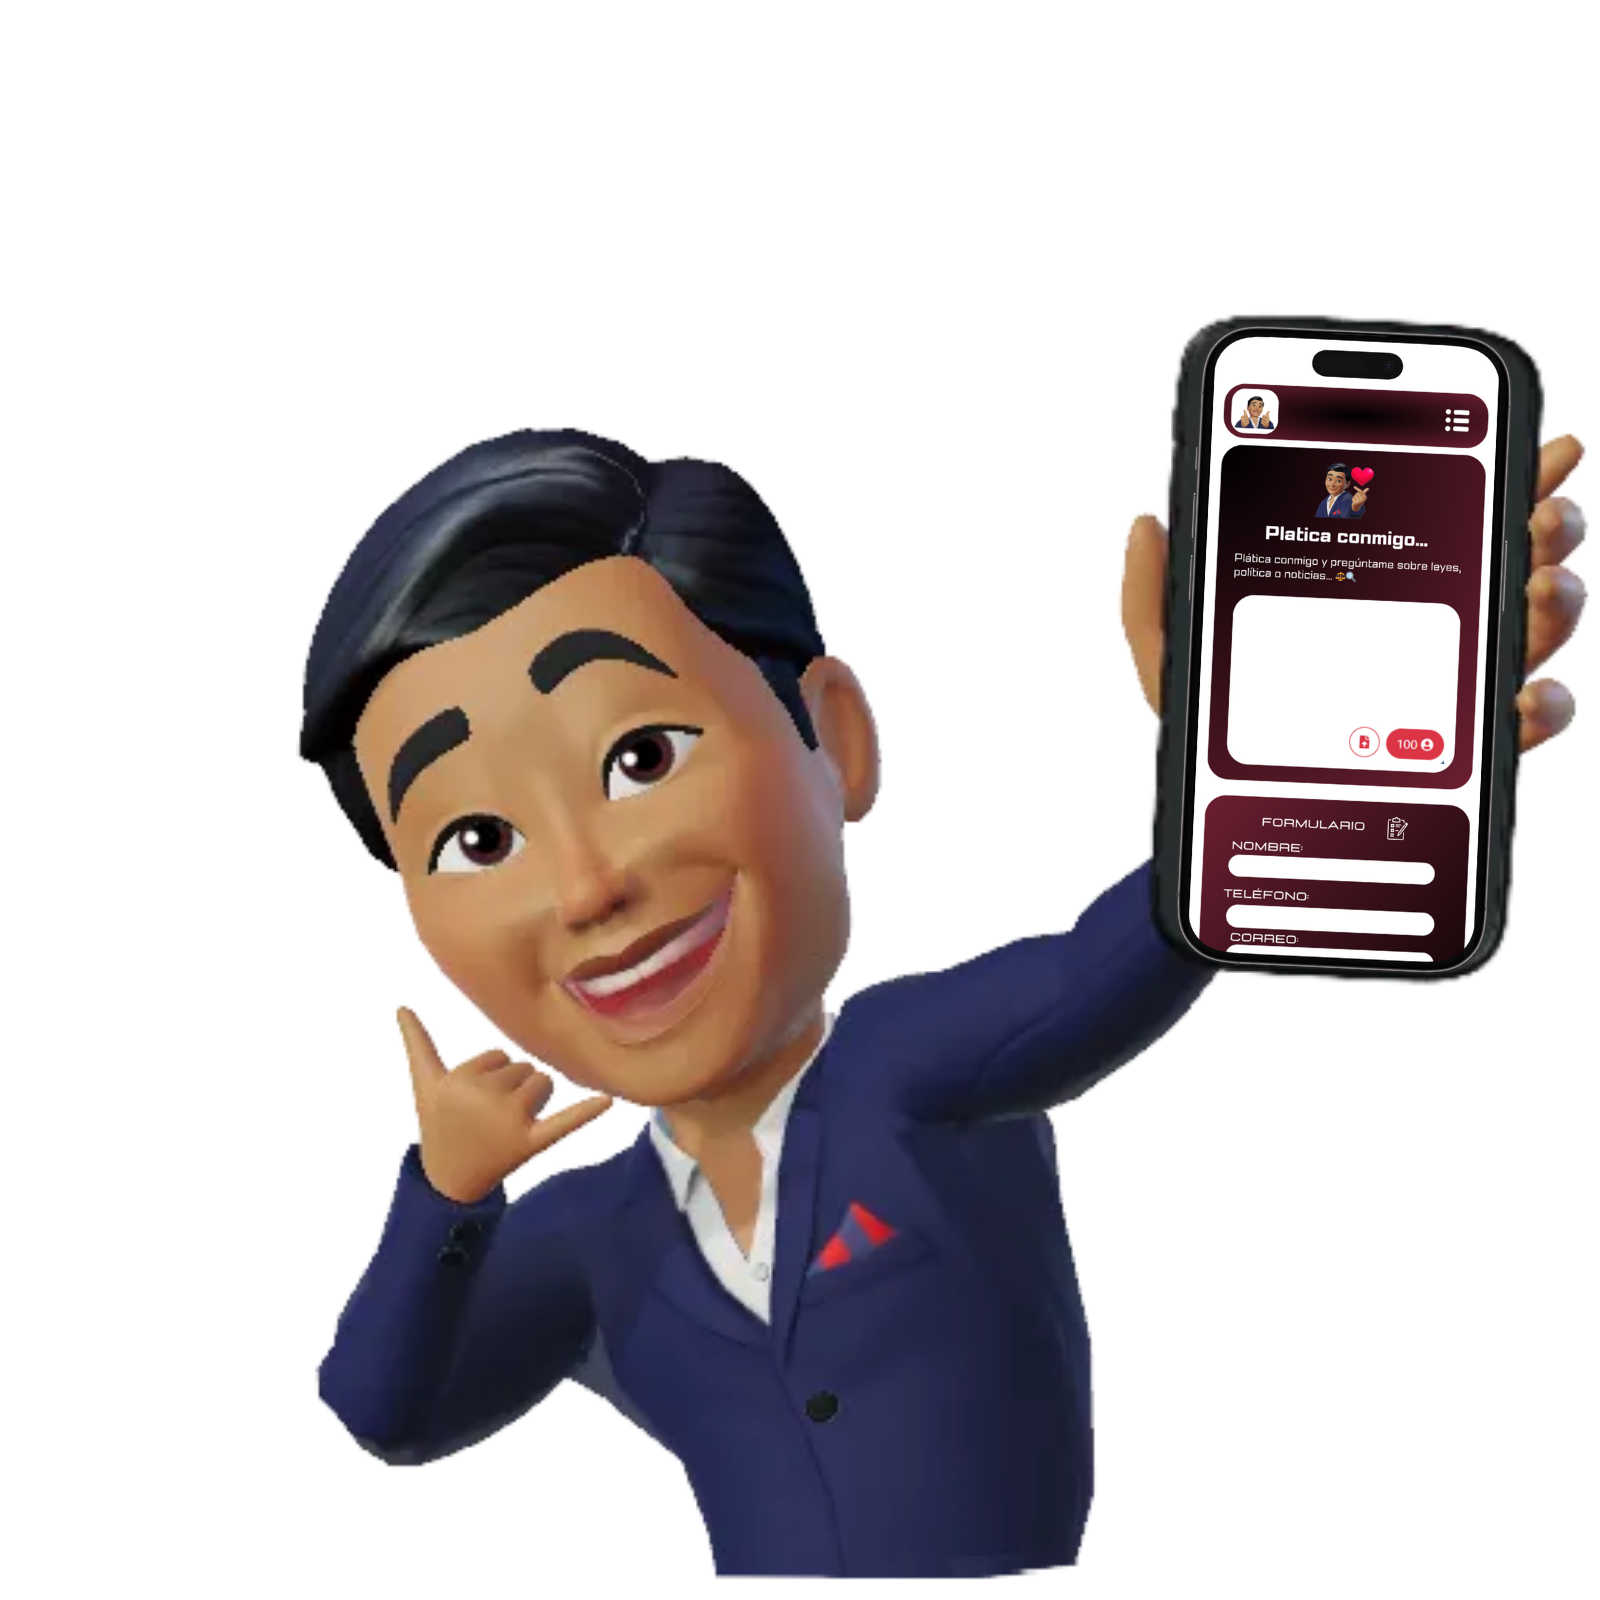 Platica conmigo...
Plática conmigo y pregúntame sobre leyes,
política o noticias...
100
FORMULARIO
NOMBRE:
TELÉFONO:
CORREO: